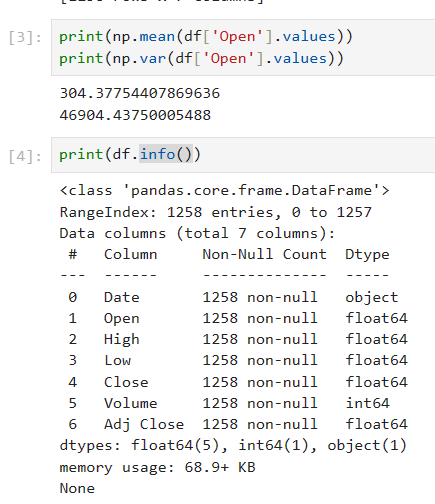 [3]: print(np.mean(df['Open'].values))
print(np.var(df['Open'].values))
304.37754407869636
46904.43750005488
[4]: print(df.info())
<class 'pandas.core.frame.DataFrame'>
RangeIndex: 1258 entries, 0 to 1257
Data columns (total 7 columns):
#   Column     Non-Null Count  Dtype
---  ------     --------------  -----
0   Date       1258 non-null   object
1   Open       1258 non-null   float64
2   High       1258 non-null   float64
3   Low        1258 non-null   float64
4   Close      1258 non-null   float64
5   Volume     1258 non-null   int64
6   Adj Close  1258 non-null   float64
dtypes: float64(5), int64(1), object(1)
memory usage: 68.9+ KB
None